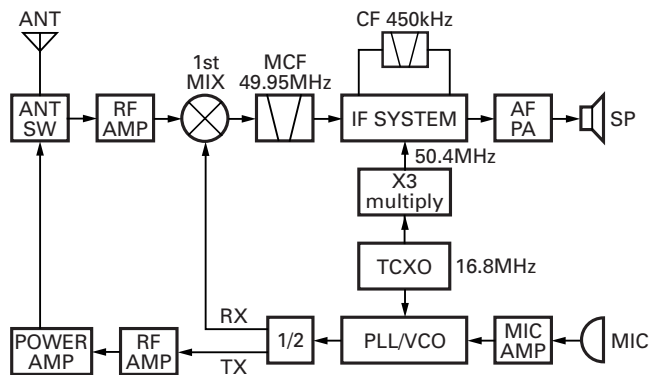 ANT
CF 450kHz
1st
MIX
MCF
49.95MHz
ANT
SW
RF
AMP
IF SYSTEM
AF
PA
SP
50.4MHz
X3
multiply
TCXO
16.8MHz
RX
POWER
AMP
RF
AMP
TX
1/2
PLL/VCO
MIC
AMP
MIC